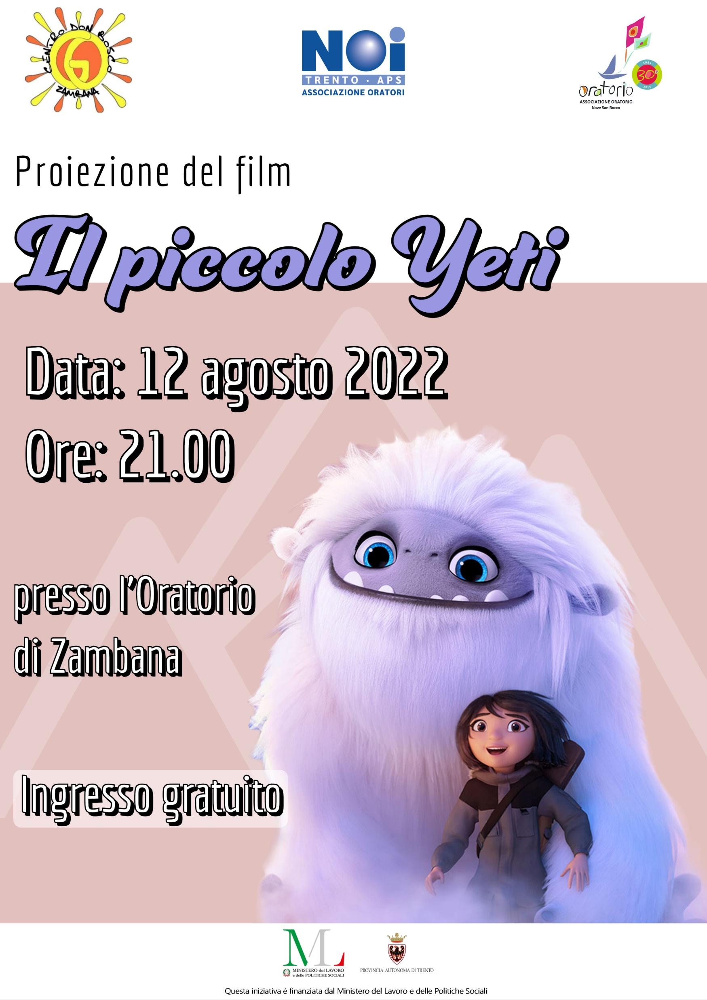 CENTRO DON BOSCO
ZAMBANA
NOi
TRENTO · APS
ASSOCIAZIONE ORATORI
1985
30°
2015
oratorio
ASSOCIAZIONE ORATORIO
Nave San Rocco
Proiezione del film
Il piccolo Yeti
Data: 12 agosto 2022
Ore: 21.00
presso l'Oratorio
di Zambana
Ingresso gratuito
ML
MINISTERO del LAVORO
e delle POLITICHE SOCIALI
PROVINCIA AUTONOMA DI TRENTO
Questa iniziativa è finanziata dal Ministero del Lavoro e delle Politiche Sociali